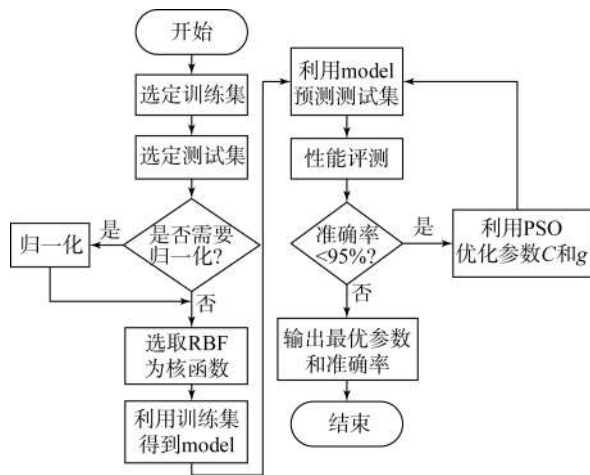 开始
选定训练集
选定测试集
是否需要
归一化?
是
归一化
否
选取RBF
为核函数
利用训练集
得到model
利用model
预测测试集
性能评测
准确率
<95%?
是
利用PSO
优化参数C和g
否
输出最优参数
和准确率
结束